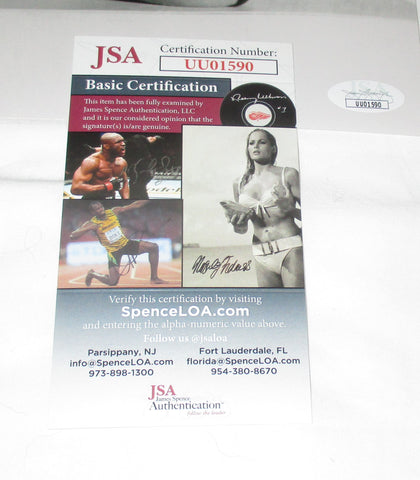 JSA
Certification Number:
UU01590
Basic Certification
This item has been fully examined by
James Spence Authentication, LLC
and it is our considered opinion that the
signature(s) is/are genuine.
UU01590
Verify this certification by visiting
SpenceLOA.com
and entering the alpha-numeric value above.
Follow us @jsaloa
Parsippany, NJ
info@SpenceLOA.com
973-898-1300
Fort Lauderdale, FL
florida@SpenceLOA.com
954-380-8670
JSA
James Spence
Authentication
follow the leader